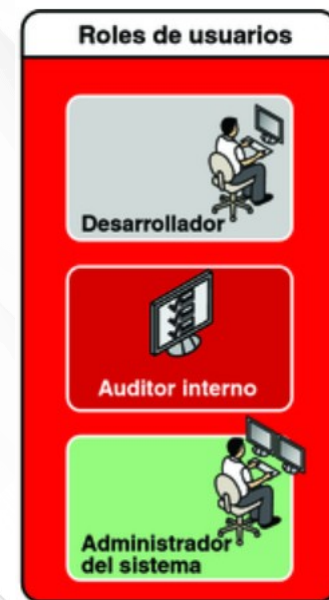 Roles de usuarios
Desarrollador
Auditor interno
Administrador
del sistema